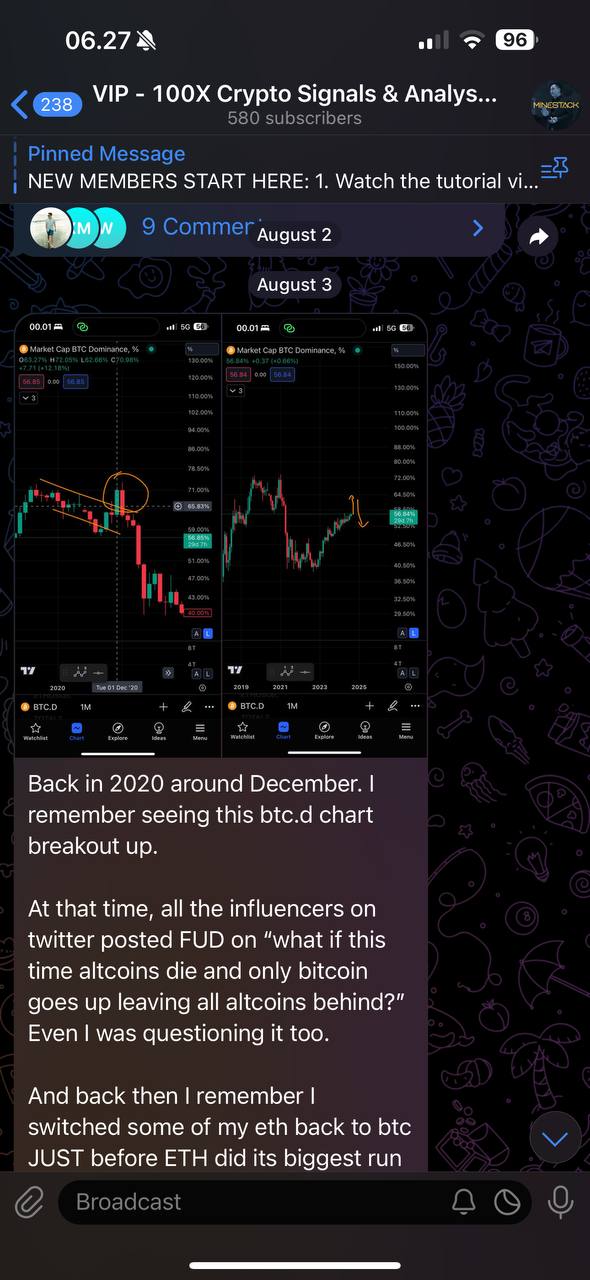 06.27
96
238
VIP - 100X Crypto Signals & Analys...
580 subscribers
MINESTACK
Pinned Message
NEW MEMBERS START HERE: 1. Watch the tutorial vi...
M
W
9 Commen
August 2
August 3
00.01
5G
Market Cap BTC Dominance, %
O63.27% H72.05% L62.66% C70.98%
+7.71 (+12.18%)
56.85 0.00 56.85
3
%
130.00%
120.00%
110.00%
102.00%
94.00%
86.00%
78.50%
71.00%
65.83%
59.00%
56.85%
29d 7h
51.00%
47.00%
43.00%
40.00%
A L
8T
4T
A L
2020
Tue 01 Dec '20
BTC.D 1M
Watchlist Chart Explore Ideas Menu
00.01
5G
Market Cap BTC Dominance, %
56.84% +0.37 (+0.66%)
56.84 0.00 56.84
3
%
150.00%
130.00%
110.00%
100.00%
88.00%
80.00%
72.00%
64.50%
56.84%
29d 7h
52.50%
46.50%
40.50%
36.50%
32.50%
29.50%
A L
8T
4T
A L
2019 2021 2023 2025
BTC.D 1M
Watchlist Chart Explore Ideas Menu
Back in 2020 around December. I
remember seeing this btc.d chart
breakout up.
At that time, all the influencers on
twitter posted FUD on “what if this
time altcoins die and only bitcoin
goes up leaving all altcoins behind?”
Even I was questioning it too.
And back then I remember I
switched some of my eth back to btc
JUST before ETH did its biggest run
Broadcast